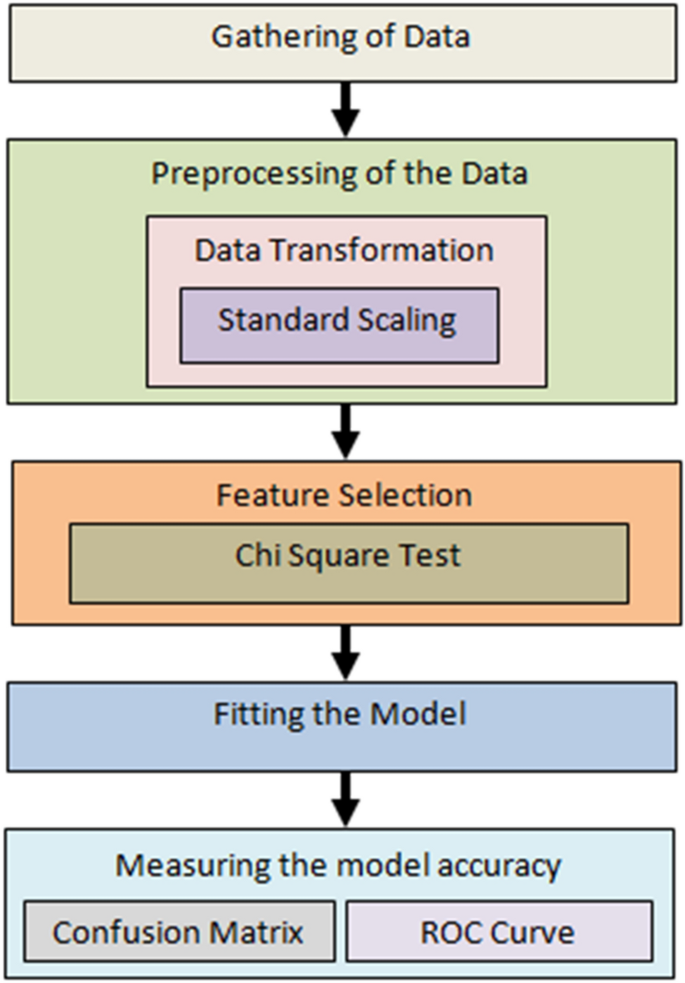 Gathering of Data
Preprocessing of the Data
Data Transformation
Standard Scaling
Feature Selection
Chi Square Test
Fitting the Model
Measuring the model accuracy
Confusion Matrix
ROC Curve